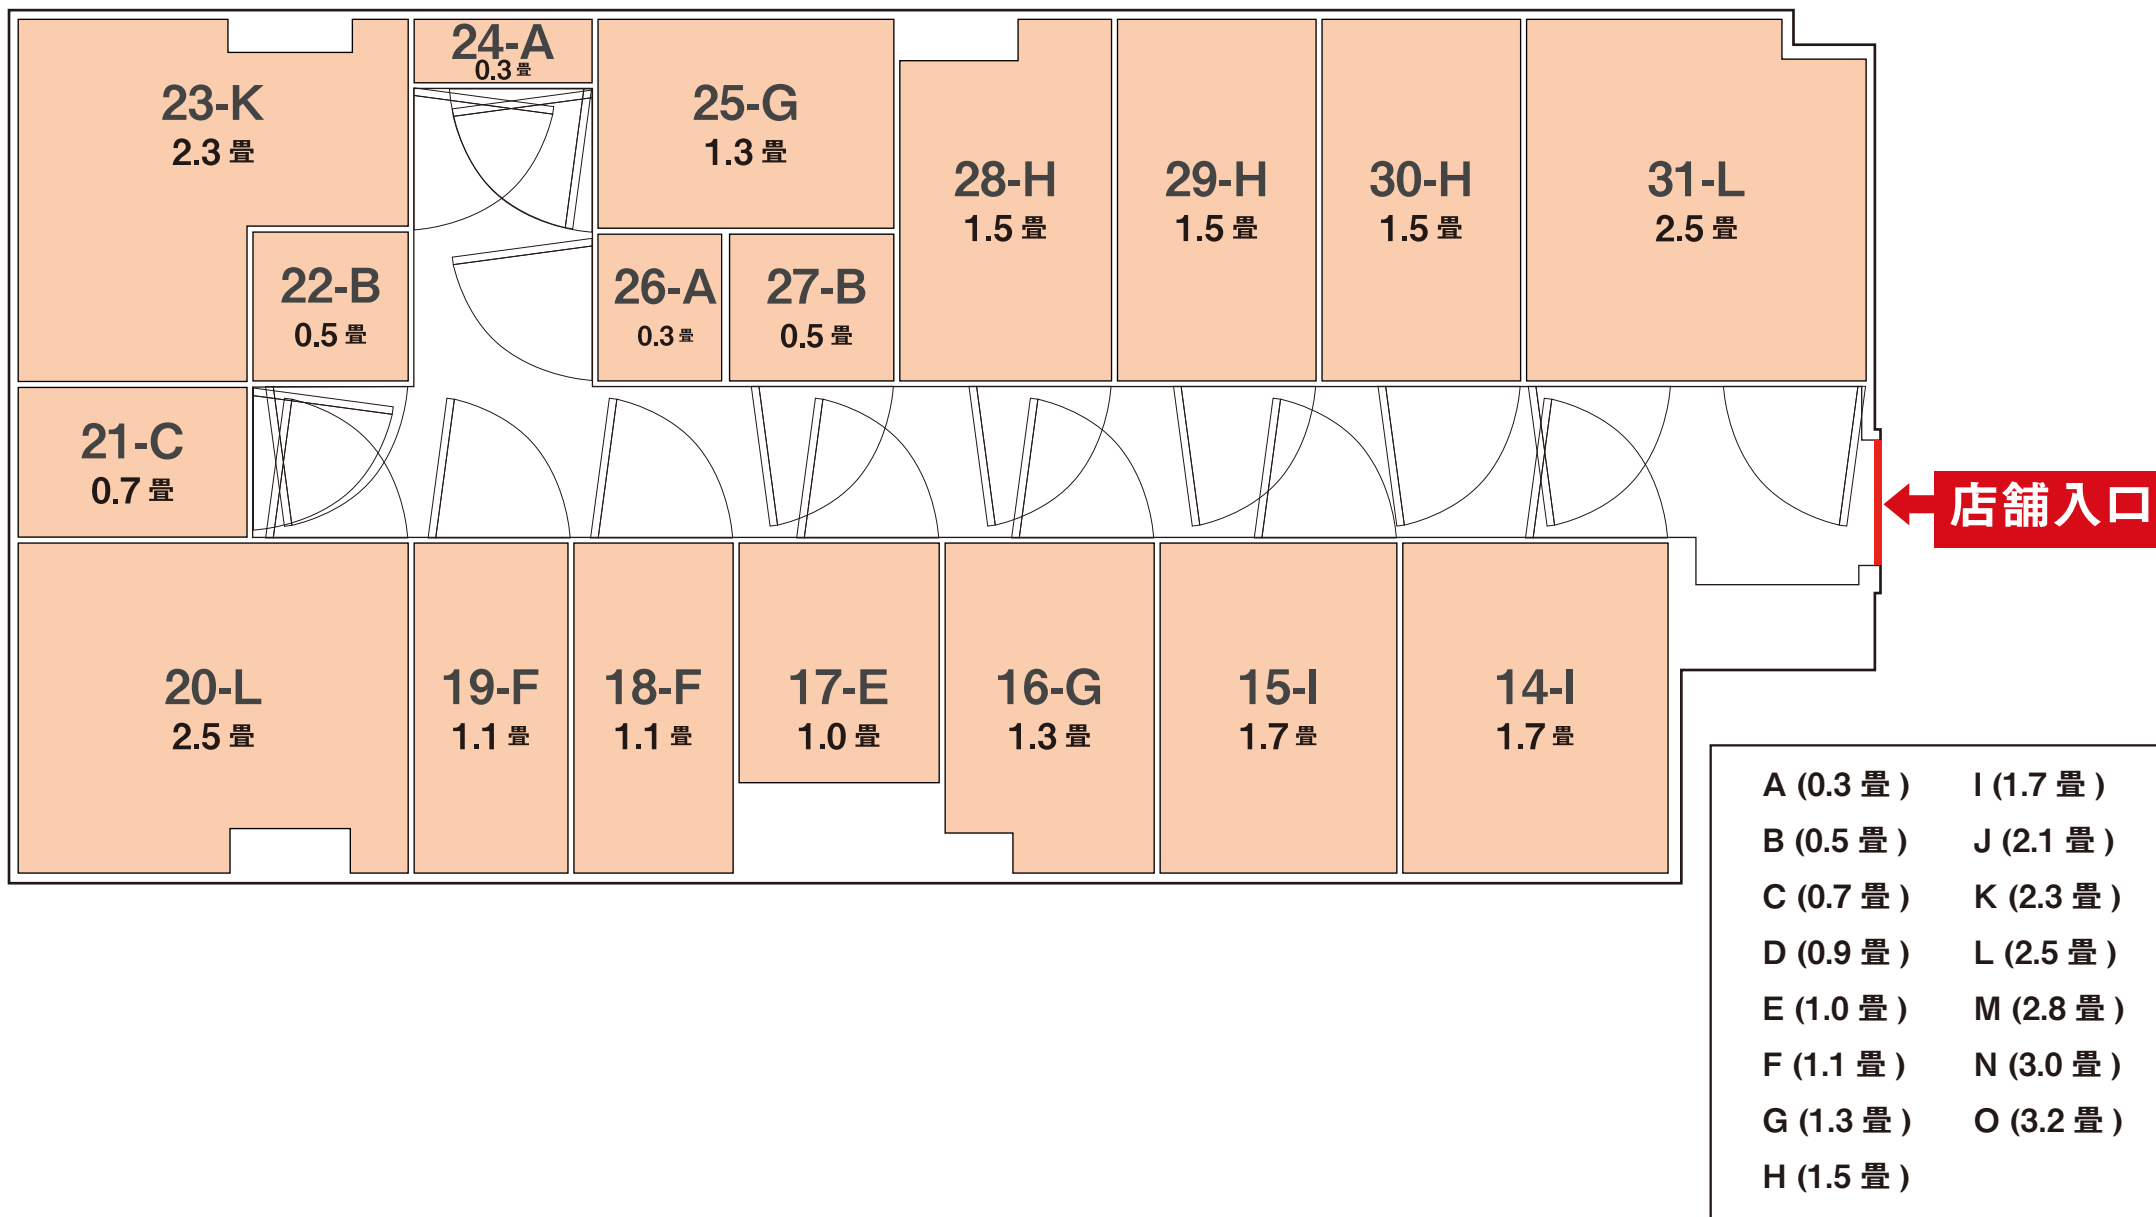 24-A
0.3 畳
23-K
2.3 畳
25-G
1.3 畳
28-H
1.5 畳
29-H
1.5 畳
30-H
1.5 畳
31-L
2.5 畳
22-B
0.5 畳
26-A
0.3 畳
27-B
0.5 畳
21-C
0.7 畳
店舗入口
20-L
2.5 畳
19-F
1.1 畳
18-F
1.1 畳
17-E
1.0 畳
16-G
1.3 畳
15-I
1.7 畳
14-I
1.7 畳
A (0.3 畳 )
B (0.5 畳 )
C (0.7 畳 )
D (0.9 畳 )
E (1.0 畳 )
F (1.1 畳 )
G (1.3 畳 )
H (1.5 畳 )
I (1.7 畳 )
J (2.1 畳 )
K (2.3 畳 )
L (2.5 畳 )
M (2.8 畳 )
N (3.0 畳 )
O (3.2 畳 )